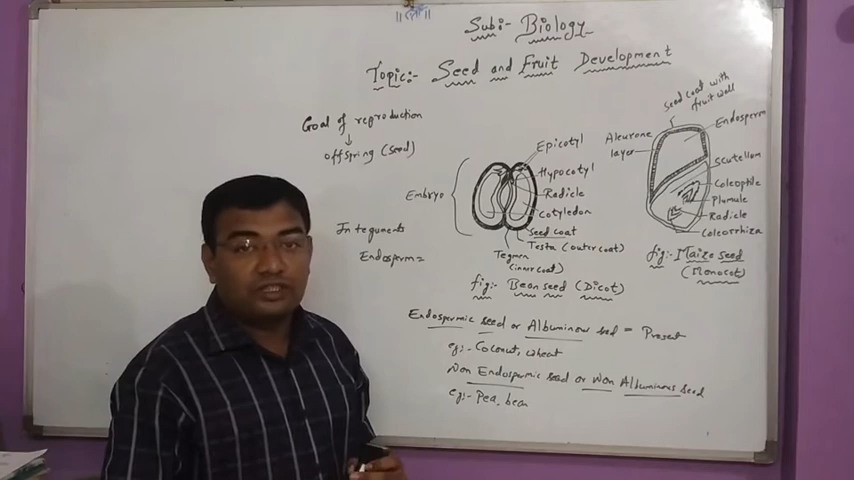 Sub:- Biology
Topic:- Seed and Fruit Development
Goal of reproduction
↓
offspring (seed)
Integuments
Endosperm =
Embryo
Epicotyl
Hypocotyl
Radicle
Cotyledon
Seed coat
Testa (outer coat)
Tegmen
(inner coat)
fig:- Bean seed (Dicot)
Seed coat with
fruit wall
Endosperm
Aleurone
layer
Scutellum
Coleoptile
Plumule
Radicle
Coleorrhiza
fig:- Maize seed
(Monocot)
Endospermic seed or Albuminous seed = Present
eg:- Coconut, wheat
Non Endospermic seed or Non Albuminous seed
eg:- Pea, bean